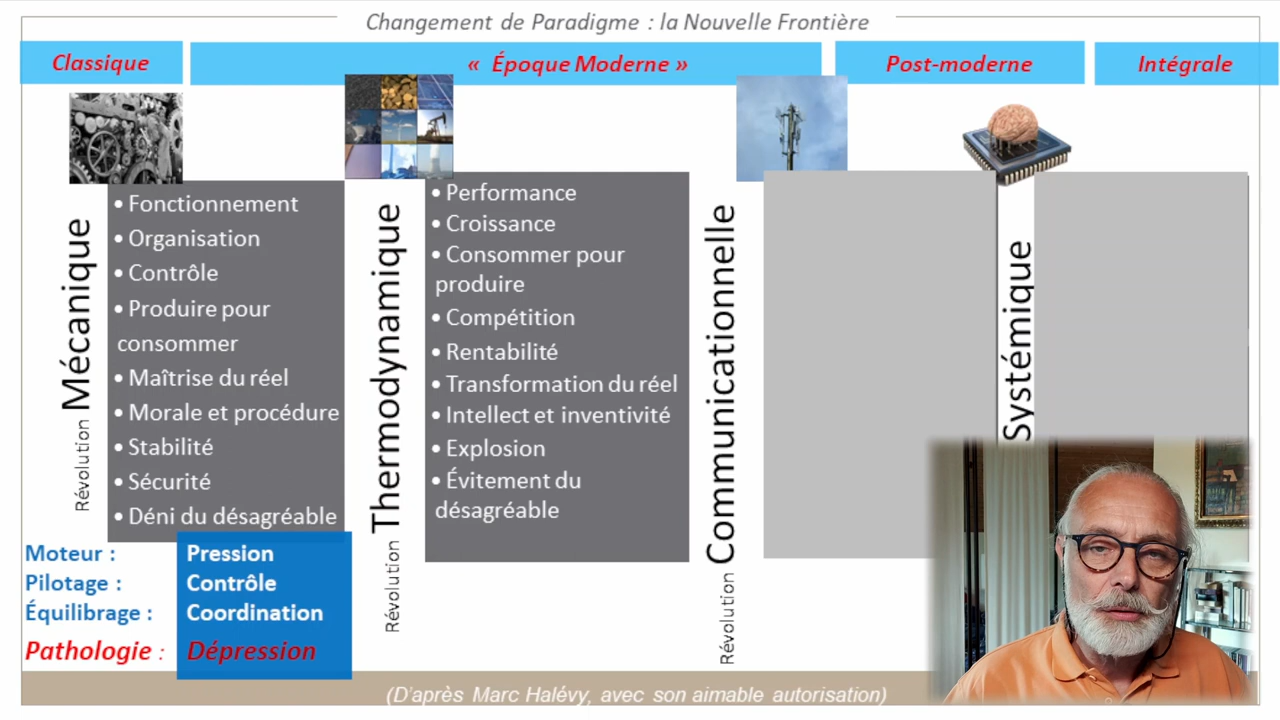 Changement de Paradigme : la Nouvelle Frontière
Classique
« Époque Moderne »
Post-moderne
Intégrale
Révolution Mécanique
• Fonctionnement
• Organisation
• Contrôle
• Produire pour
consommer
• Maîtrise du réel
• Morale et procédure
• Stabilité
• Sécurité
• Déni du désagréable
Révolution Thermodynamique
• Performance
• Croissance
• Consommer pour
produire
• Compétition
• Rentabilité
• Transformation du réel
• Intellect et inventivité
• Explosion
• Évitement du
désagréable
Révolution Communicationnelle
Systémique
Moteur : Pression
Pilotage : Contrôle
Équilibrage : Coordination
Pathologie : Dépression
(D'après Marc Halévy, avec son aimable autorisation)